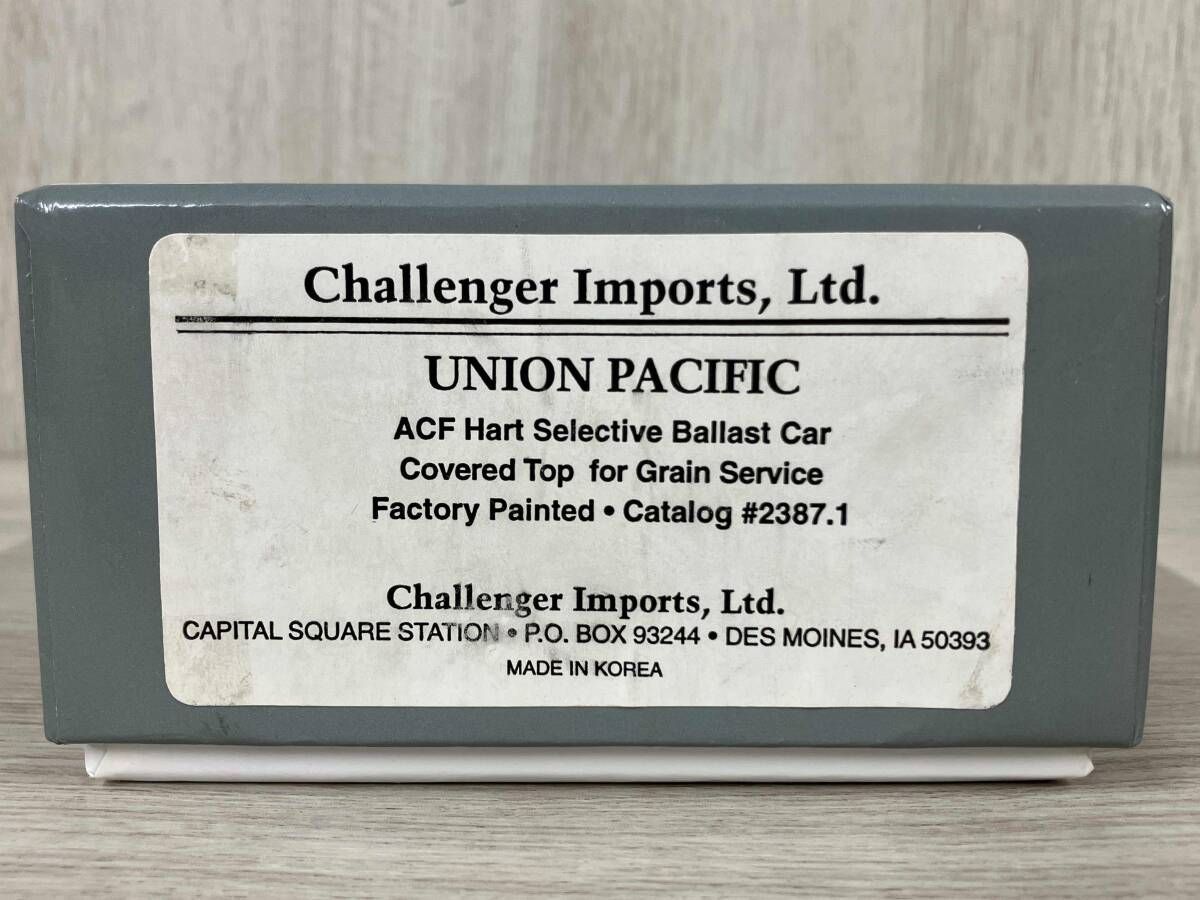 Challenger Imports, Ltd.
UNION PACIFIC
ACF Hart Selective Ballast Car
Covered Top for Grain Service
Factory Painted • Catalog #2387.1
Challenger Imports, Ltd.
CAPITAL SQUARE STATION • P.O. BOX 93244 • DES MOINES, IA 50393
MADE IN KOREA